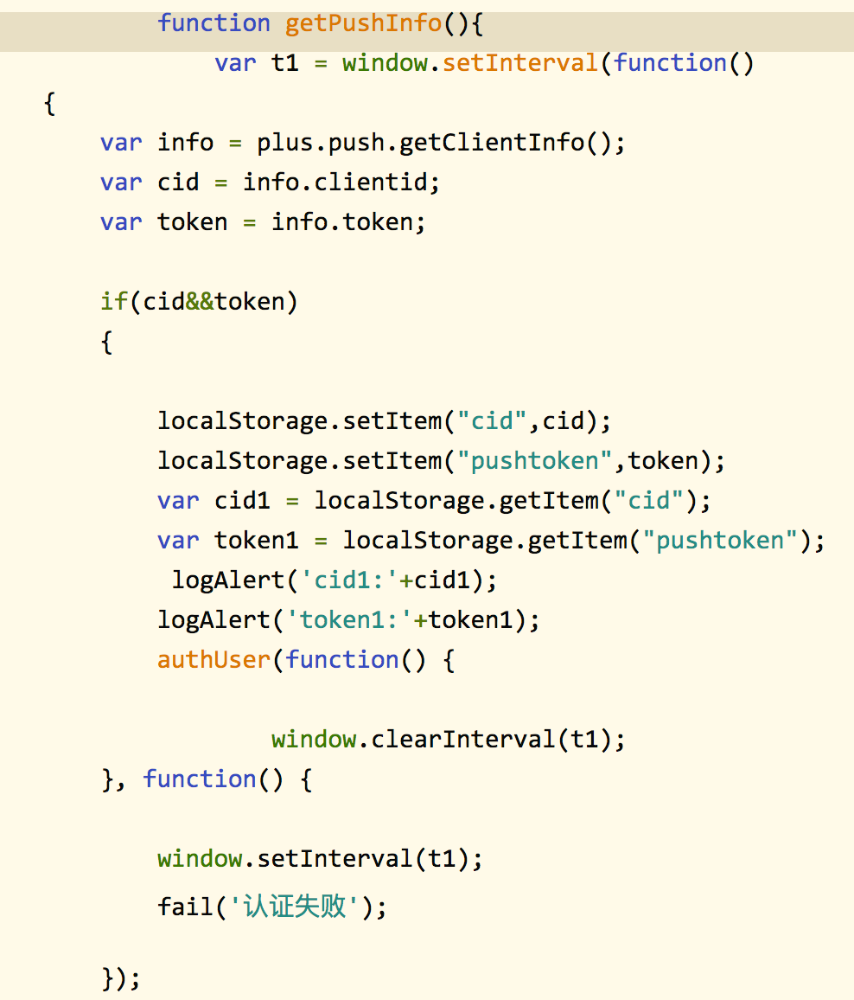 function getPushInfo(){
var t1 = window.setInterval(function()
{
var info = plus.push.getClientInfo();
var cid = info.clientid;
var token = info.token;
if(cid&&token)
{
localStorage.setItem("cid",cid);
localStorage.setItem("pushtoken",token);
var cid1 = localStorage.getItem("cid");
var token1 = localStorage.getItem("pushtoken");
logAlert('cid1:'+cid1);
logAlert('token1:'+token1);
authUser(function() {
window.clearInterval(t1);
}, function() {
window.setInterval(t1);
fail('认证失败');
});